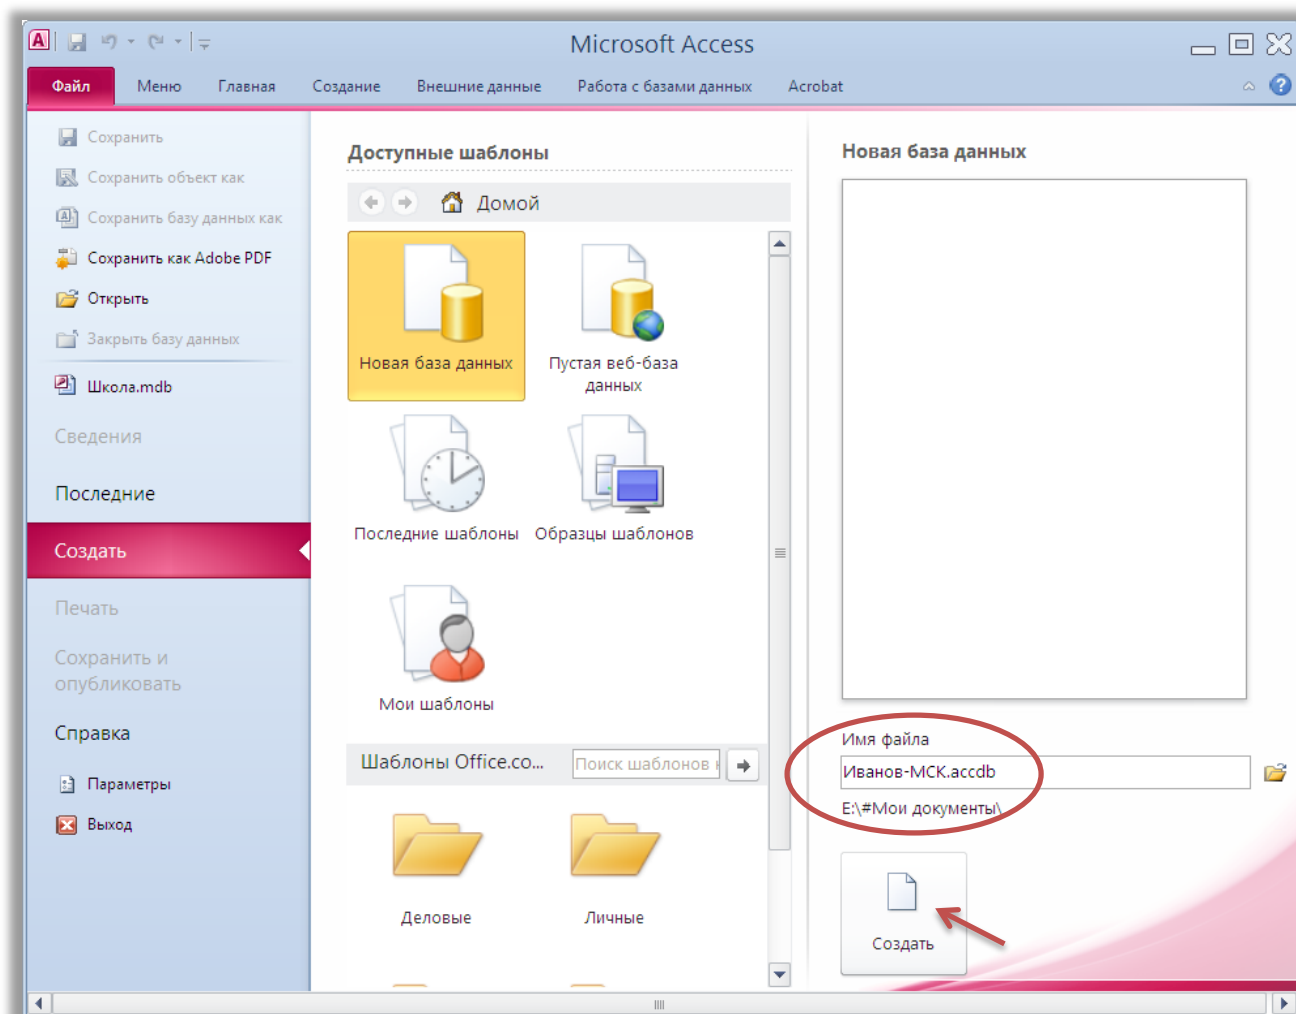 Microsoft Access
Файл Меню Главная Создание Внешние данные Работа с базами данных Acrobat
Сохранить
Сохранить объект как
Сохранить базу данных как
Сохранить как Adobe PDF
Открыть
Закрыть базу данных
Школа.mdb
Сведения
Последние
Создать
Печать
Сохранить и
опубликовать
Справка
Параметры
Выход
Доступные шаблоны
Домой
Новая база данных
Пустая веб-база
данных
Последние шаблоны
Образцы шаблонов
Мои шаблоны
Шаблоны Office.co...
Поиск шаблонов
Деловые
Личные
Новая база данных
Имя файла
Иванов-МСК.accdb
E:\#Мои документы\
Создать